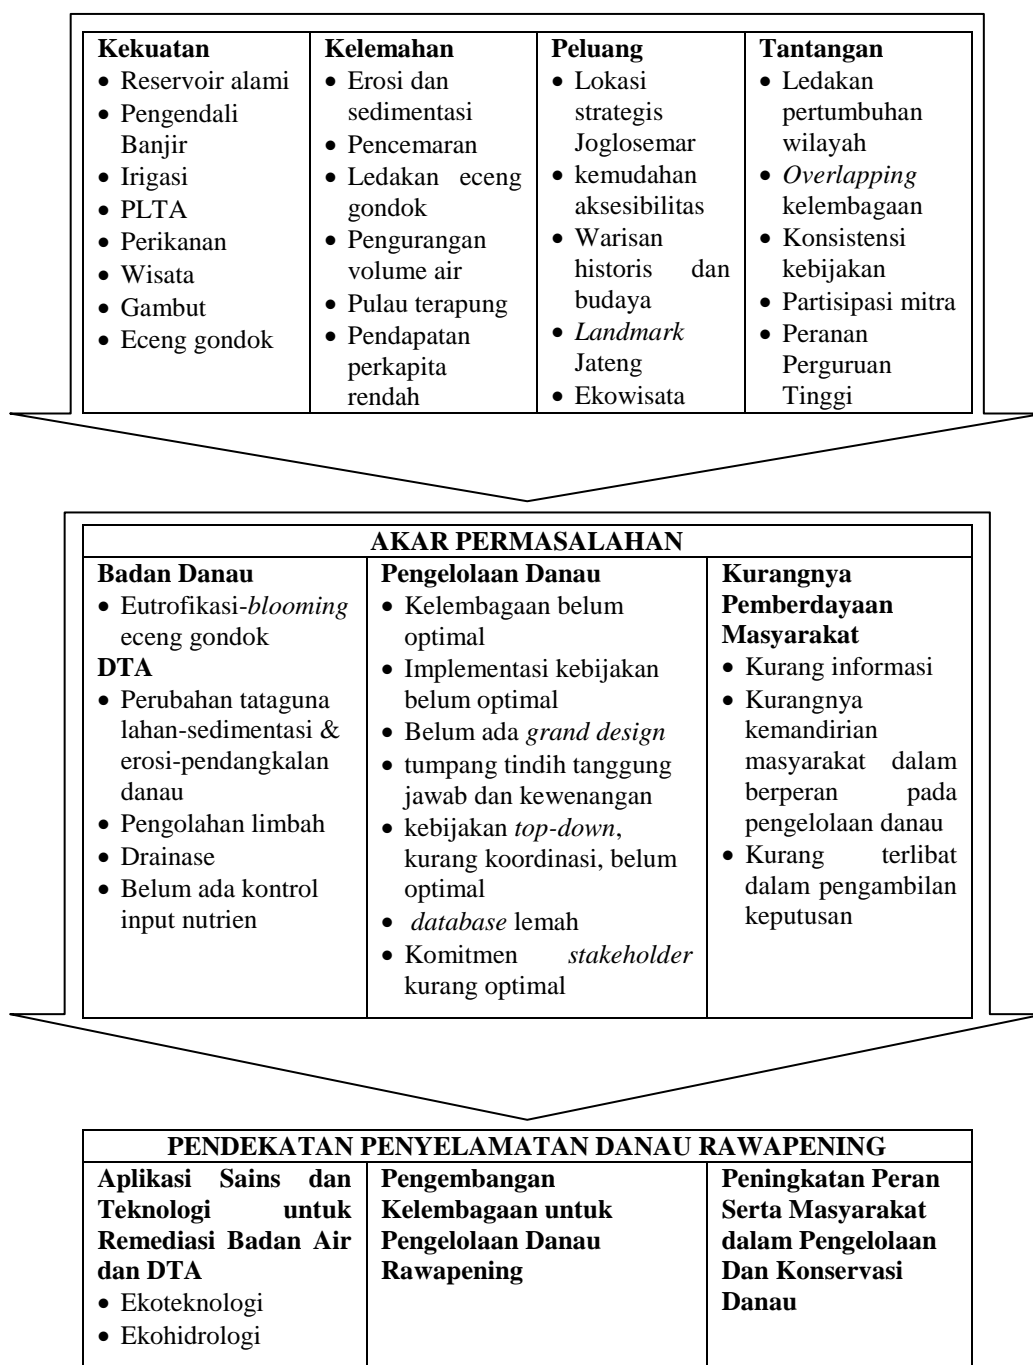 Kekuatan
• Reservoir alami
• Pengendali
Banjir
• Irigasi
• PLTA
• Perikanan
• Wisata
• Gambut
• Eceng gondok
Kelemahan
• Erosi dan
sedimentasi
• Pencemaran
• Ledakan eceng
gondok
• Pengurangan
volume air
• Pulau terapung
• Pendapatan
perkapita
rendah
Peluang
• Lokasi
strategis
Joglosemar
• kemudahan
aksesibilitas
• Warisan
historis dan
budaya
• Landmark
Jateng
• Ekowisata
Tantangan
• Ledakan
pertumbuhan
wilayah
• Overlapping
kelembagaan
• Konsistensi
kebijakan
• Partisipasi mitra
• Peranan
Perguruan
Tinggi
AKAR PERMASALAHAN
Badan Danau
• Eutrofikasi-blooming
eceng gondok
DTA
• Perubahan tataguna
lahan-sedimentasi &
erosi-pendangkalan
danau
• Pengolahan limbah
• Drainase
• Belum ada kontrol
input nutrien
Pengelolaan Danau
• Kelembagaan belum
optimal
• Implementasi kebijakan
belum optimal
• Belum ada grand design
• tumpang tindih tanggung
jawab dan kewenangan
• kebijakan top-down,
kurang koordinasi, belum
optimal
• database lemah
• Komitmen stakeholder
kurang optimal
Kurangnya
Pemberdayaan
Masyarakat
• Kurang informasi
• Kurangnya
kemandirian
masyarakat dalam
berperan pada
pengelolaan danau
• Kurang terlibat
dalam pengambilan
keputusan
PENDEKATAN PENYELAMATAN DANAU RAWAPENING
Aplikasi Sains dan
Teknologi untuk
Remediasi Badan Air
dan DTA
• Ekoteknologi
• Ekohidrologi
Pengembangan
Kelembagaan untuk
Pengelolaan Danau
Rawapening
Peningkatan Peran
Serta Masyarakat
dalam Pengelolaan
Dan Konservasi
Danau